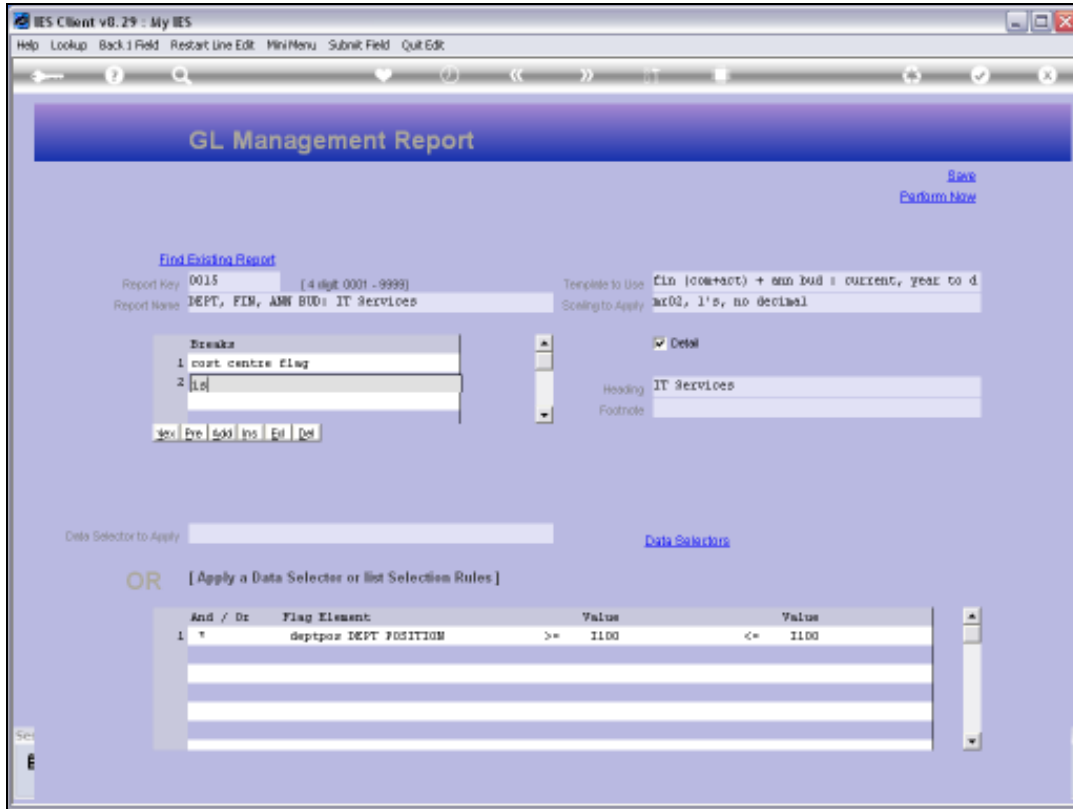 IES Client v8.29 : My IES
Help Lookup Back 1 Field Restart Line Edit MiniMenu Submit Field Quit Edit
GL Management Report
Save
Perform Now
Find Existing Report
Report Key 0015 [ 4 digit: 0001 - 9999] Template to Use fin (com+act) + ann bud : current, year to d
Report Name DEPT, FIN, ANN BUD: IT Services Scaling to Apply mr02, 1's, no decimal
Breaks Detail
1 cost centre flag
2 is Heading IT Services
Footnote
Nex Pre Add Ins Ed Del
Data Selector to Apply Data Selectors
OR [ Apply a Data Selector or list Selection Rules ]
And / Or Flag Element Value Value
1 deptpos DEPT POSITION >= I100 <= I100